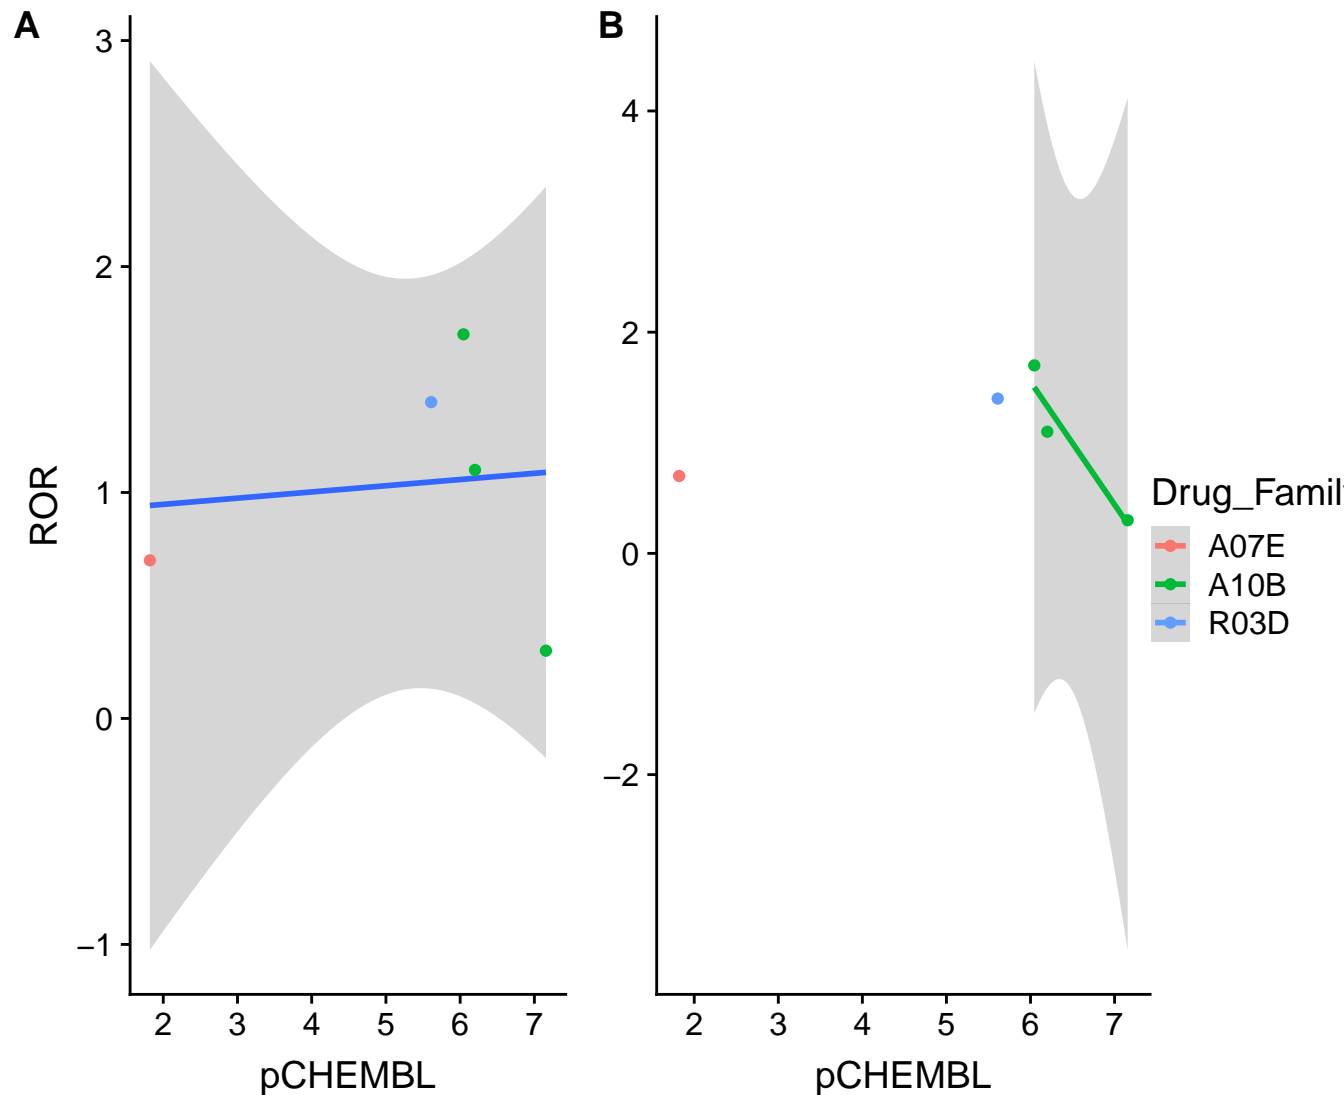 A
3
2
1
0
−1
ROR
2 3 4 5 6 7
pCHEMBL
B
4
2
0
−2
2 3 4 5 6 7
pCHEMBL
Drug_Famil
A07E
A10B
R03D